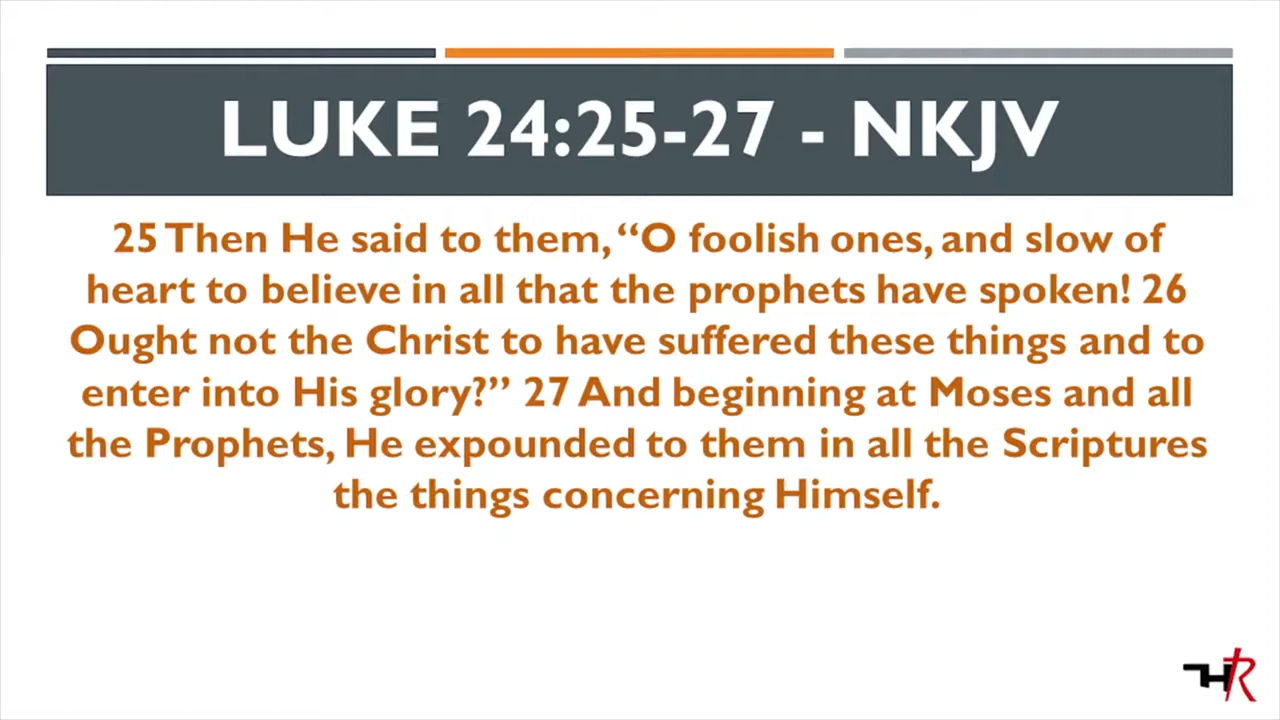 LUKE 24:25-27 - NKJV
25 Then He said to them, “O foolish ones, and slow of
heart to believe in all that the prophets have spoken! 26
Ought not the Christ to have suffered these things and to
enter into His glory?” 27 And beginning at Moses and all
the Prophets, He expounded to them in all the Scriptures
the things concerning Himself.
HR